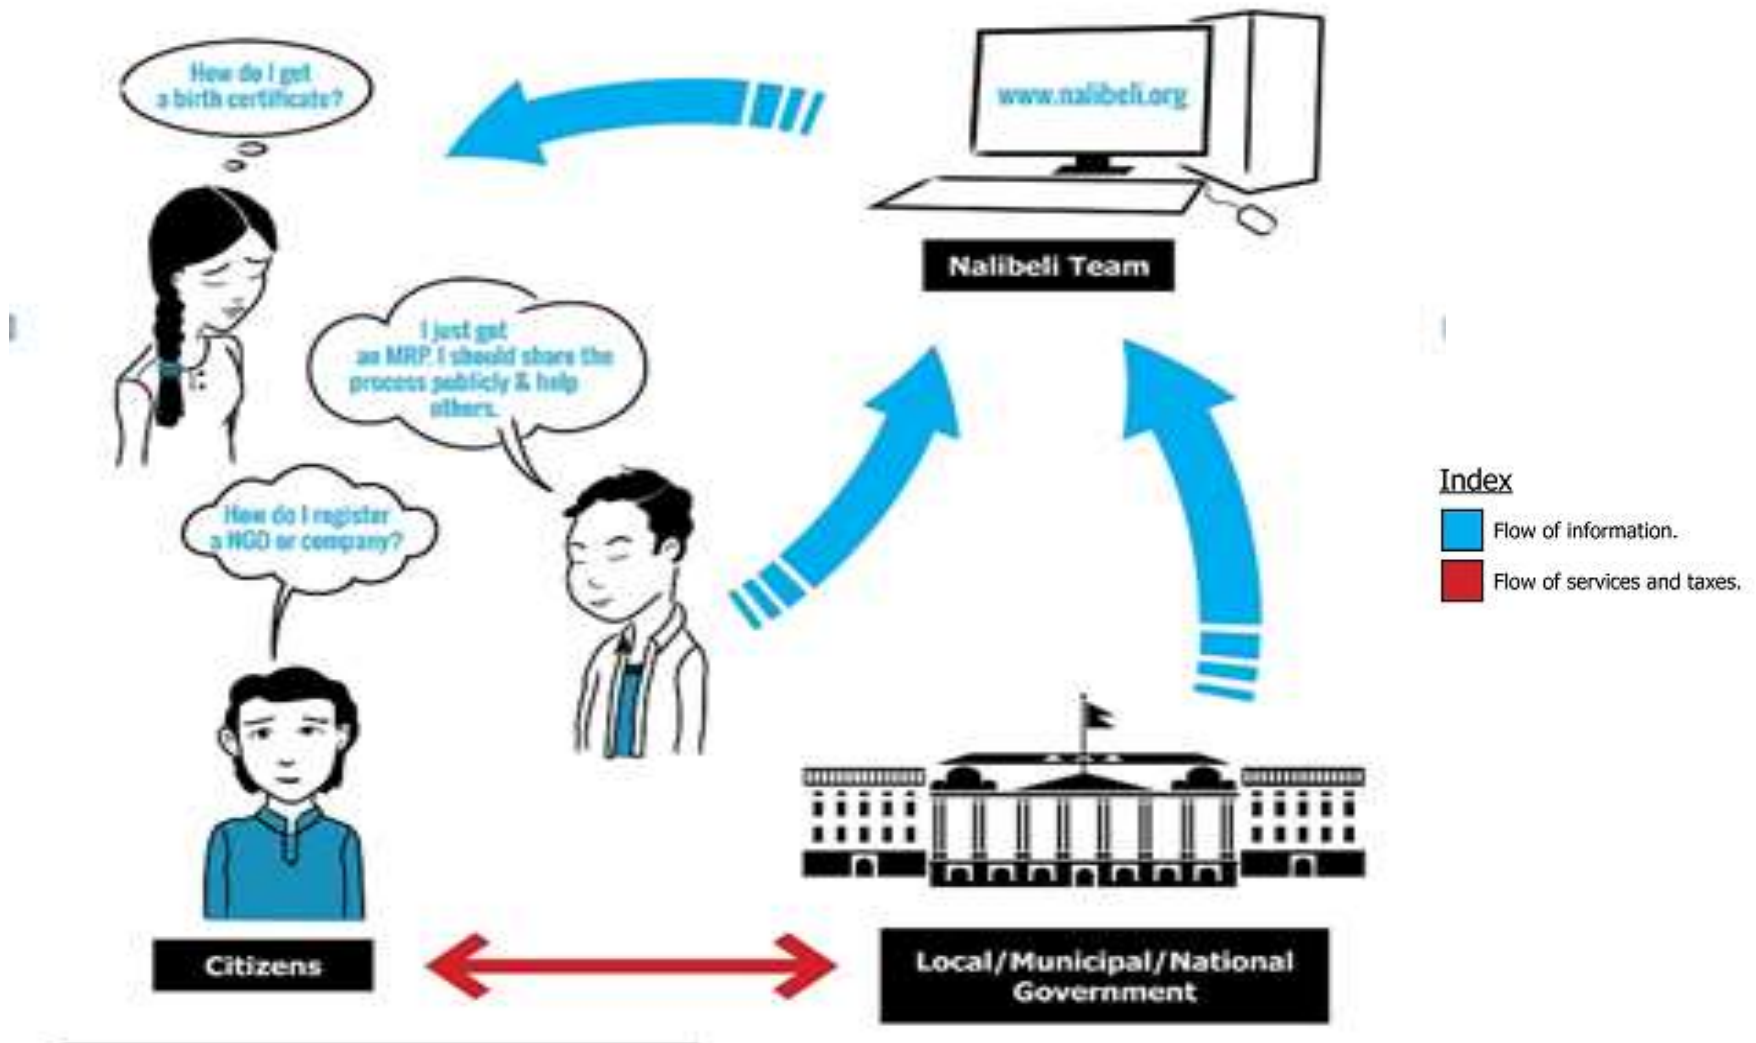 How do I get
a birth certificate?
www.nalibeli.org
Nalibeli Team
I just got
an MRP. I should share the
process publicly & help
others.
How do I register
a NGO or company?
Index
Flow of information.
Flow of services and taxes.
Citizens
Local/Municipal/National
Government